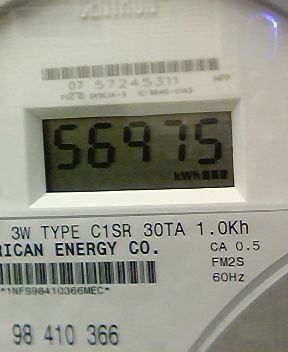 Centron
07 57245311
56975
kWh
3W TYPE C1SR 30TA 1.0Kh
RICAN ENERGY CO.
CA 0.5
FM2S
60Hz
*1NFS98410366MEC*
98 410 366